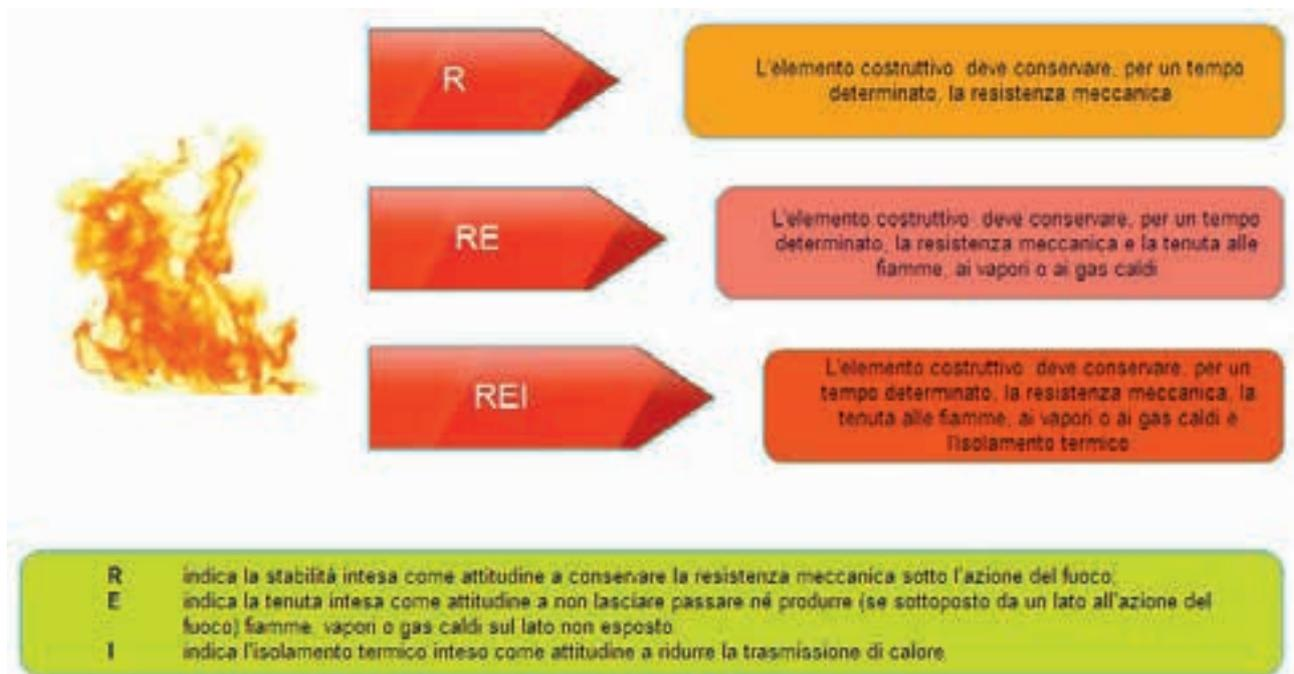 R
L'elemento costruttivo deve conservare, per un tempo
determinato, la resistenza meccanica
RE
L'elemento costruttivo deve conservare, per un tempo
determinato, la resistenza meccanica e la tenuta alle
fiamme, ai vapori o ai gas caldi
REI
L'elemento costruttivo deve conservare, per un
tempo determinato, la resistenza meccanica, la
tenuta alle fiamme, ai vapori o ai gas caldi e
l'isolamento termico
R indica la stabilità intesa come attitudine a conservare la resistenza meccanica sotto l'azione del fuoco;
E indica la tenuta intesa come attitudine a non lasciare passare né produrre (se sottoposto da un lato all'azione del
fuoco) fiamme, vapori o gas caldi sul lato non esposto
I indica l'isolamento termico inteso come attitudine a ridurre la trasmissione di calore